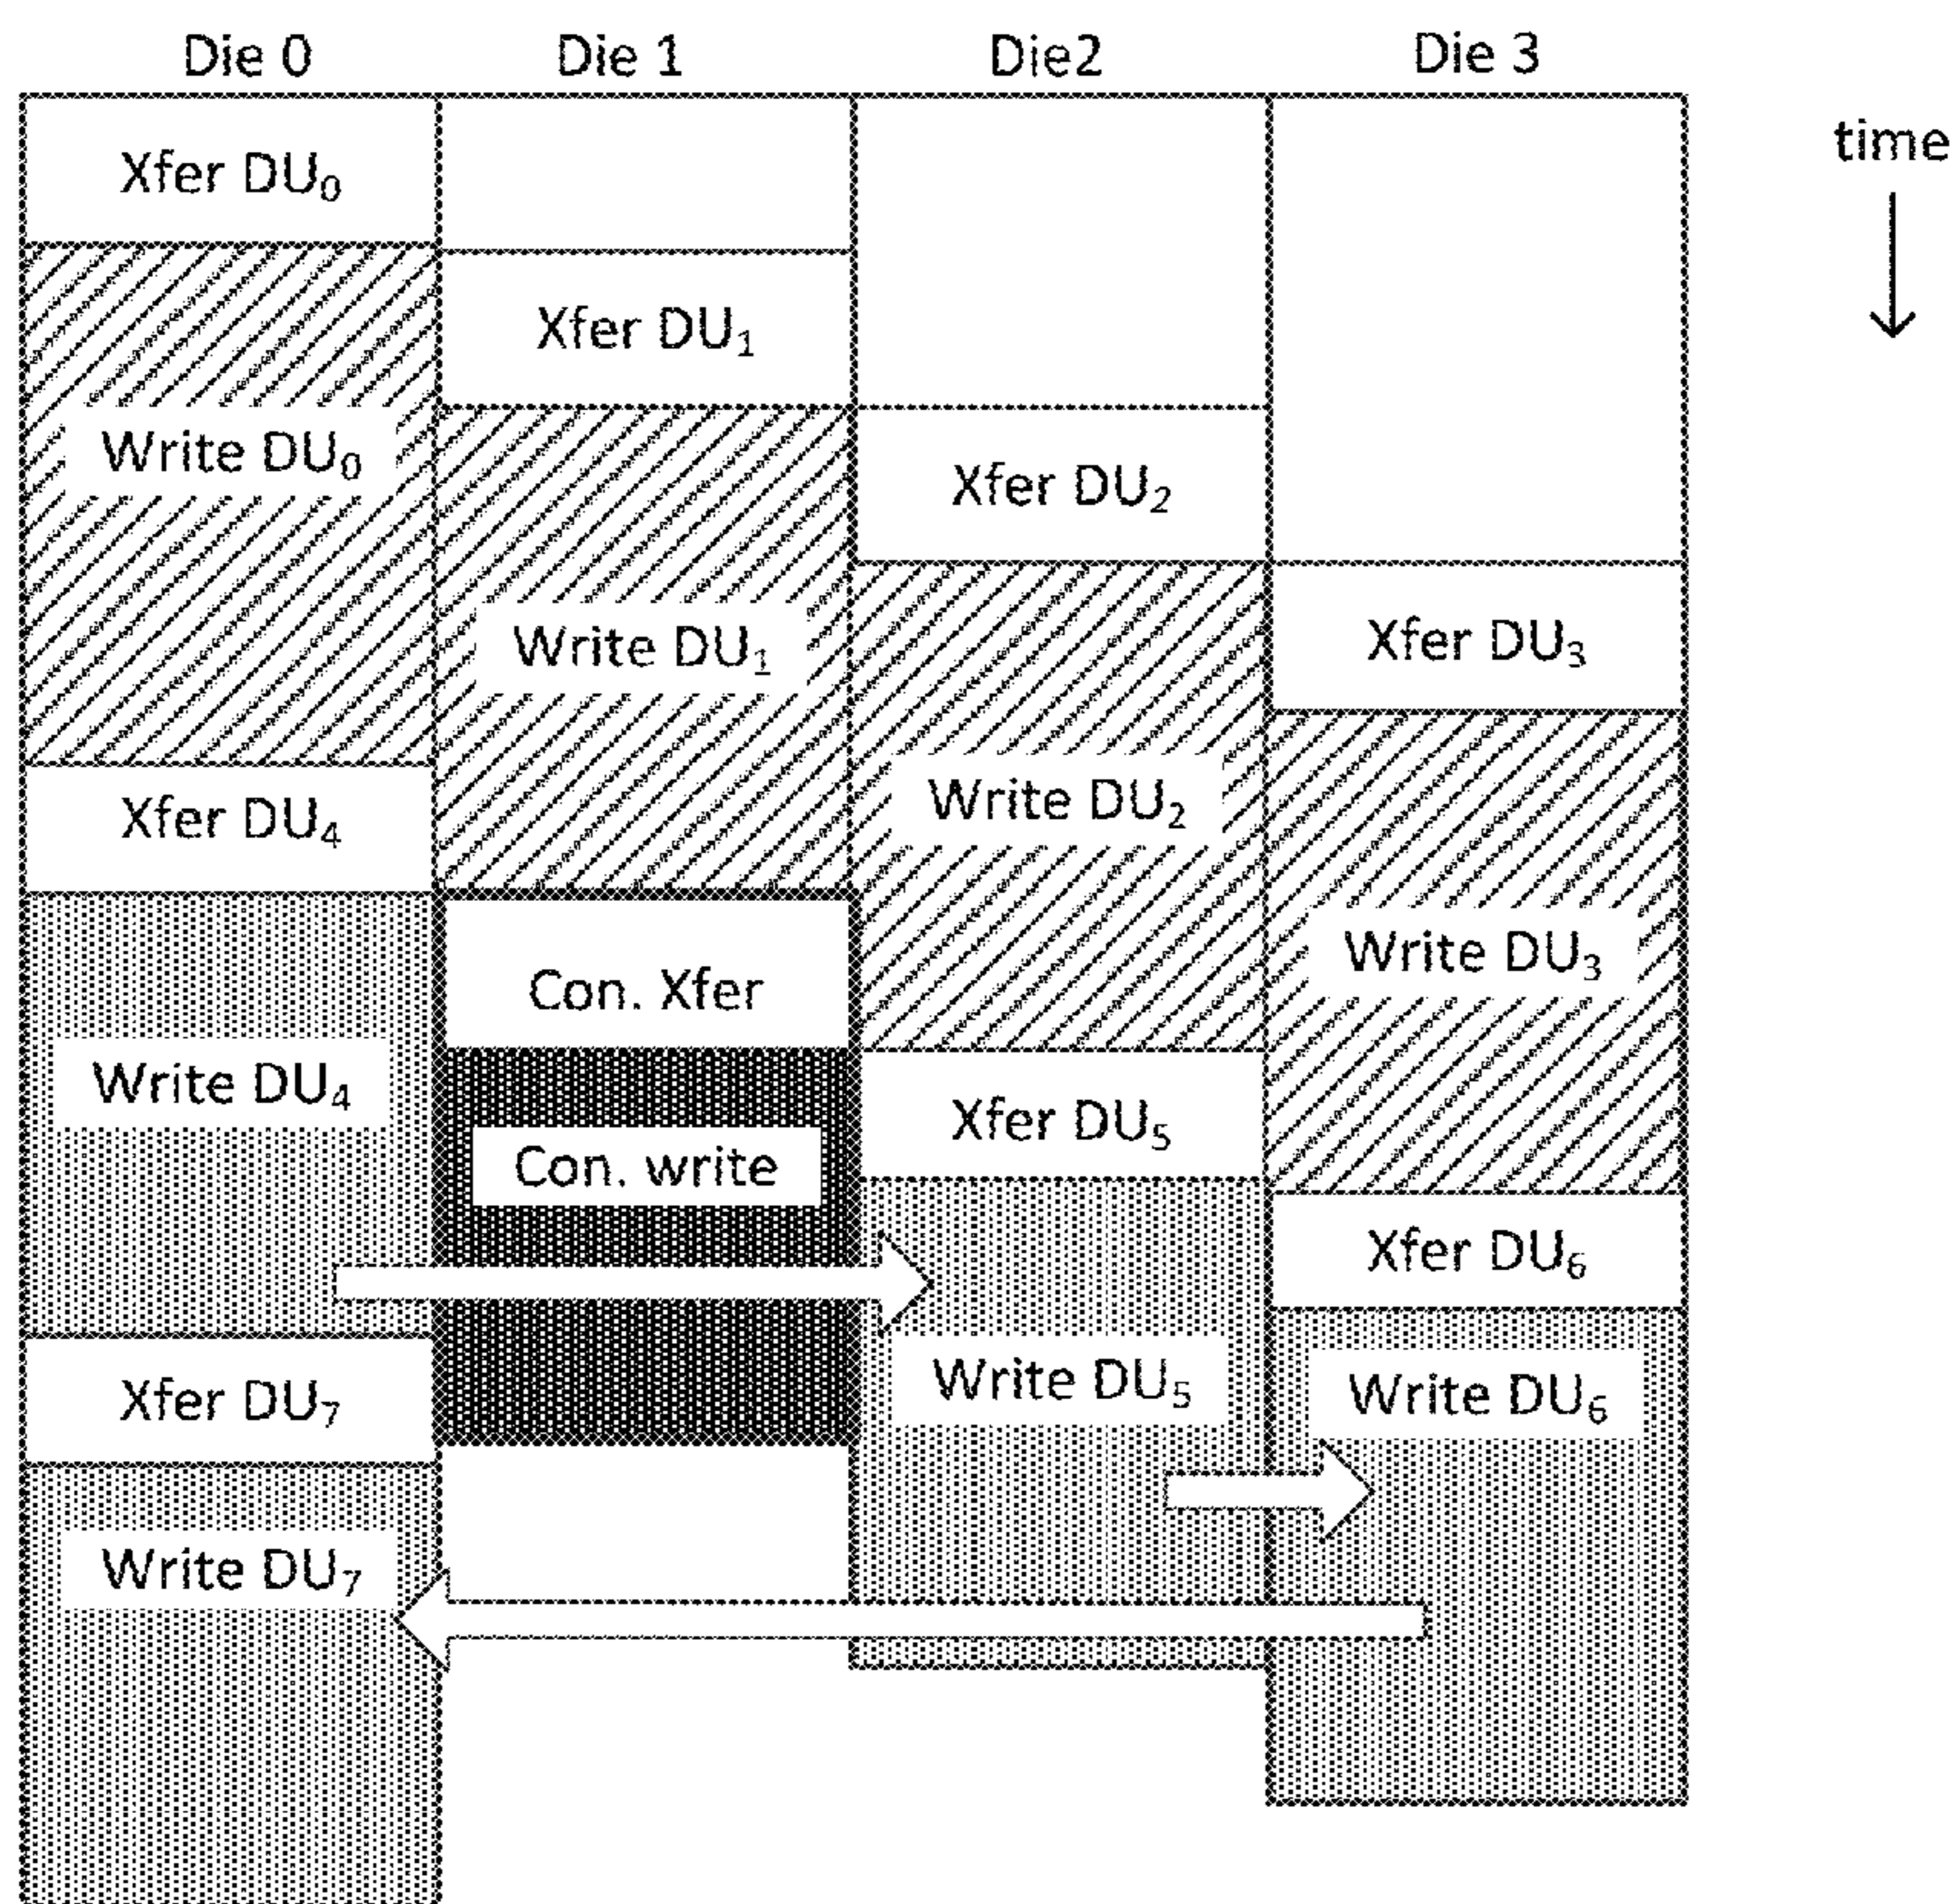 Die 0 Die 1 Die2 Die 3
time
Xfer DU₀
Xfer DU₁
Write DU₀
Xfer DU₂
Xfer DU₃
Write DU₁
Write DU₂
Xfer DU₄
Write DU₃
Con. Xfer
Write DU₄
Xfer DU₅
Con. write
Xfer DU₆
Write DU₅
Write DU₆
Xfer DU₇
Write DU₇